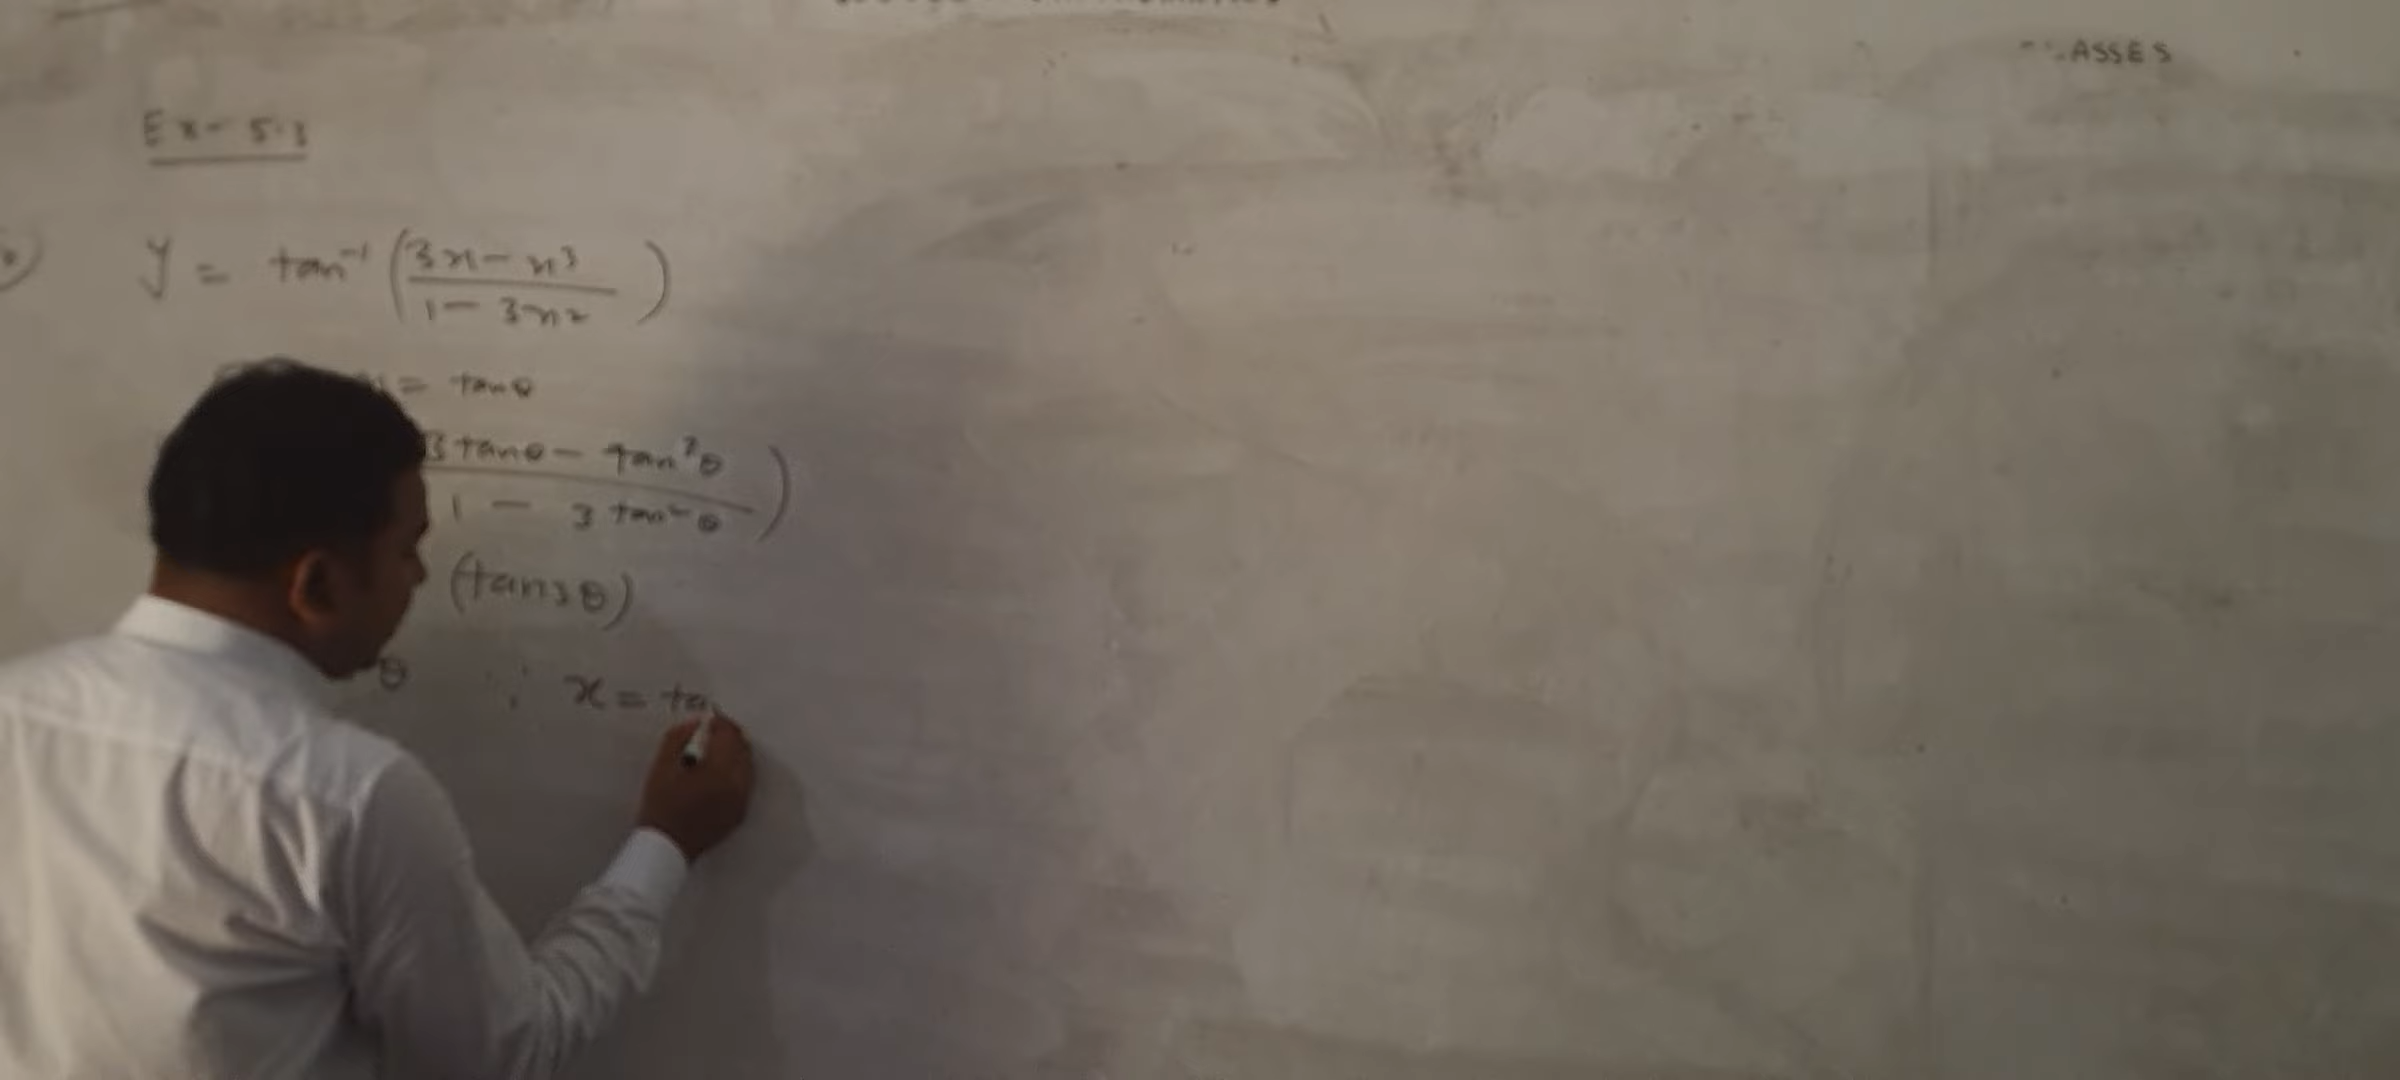 ASSES
Ex - 5.3
y = tan⁻¹ (3x - x³ / 1 - 3x²)
= tanθ
3 tanθ - tan³θ / 1 - 3 tan²θ )
(tan3θ)
θ ∵ x = ta